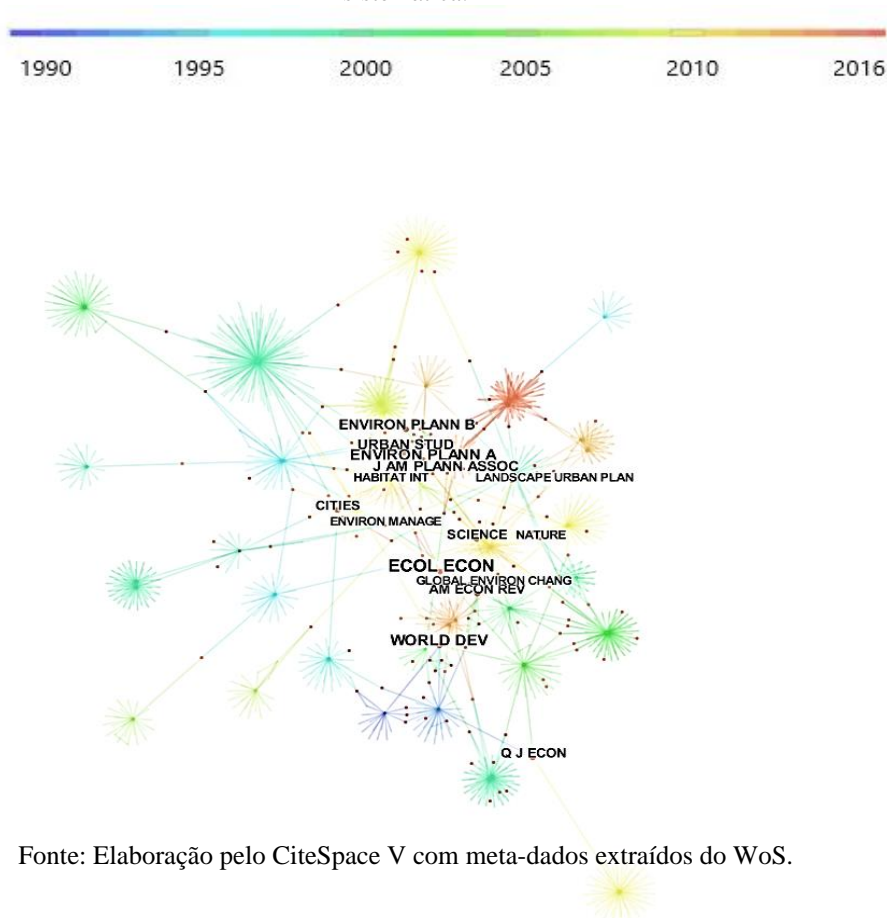 1990 1995 2000 2005 2010 2016
ENVIRON PLANN B
URBAN STUD
ENVIRON PLANN A
J AM PLANN ASSOC
HABITAT INT LANDSCAPE URBAN PLAN
CITIES
ENVIRON MANAGE
SCIENCE NATURE
ECOL ECON
GLOBAL ENVIRON CHANG
AM ECON REV
WORLD DEV
Q J ECON
Fonte: Elaboração pelo CiteSpace V com meta-dados extraídos do WoS.